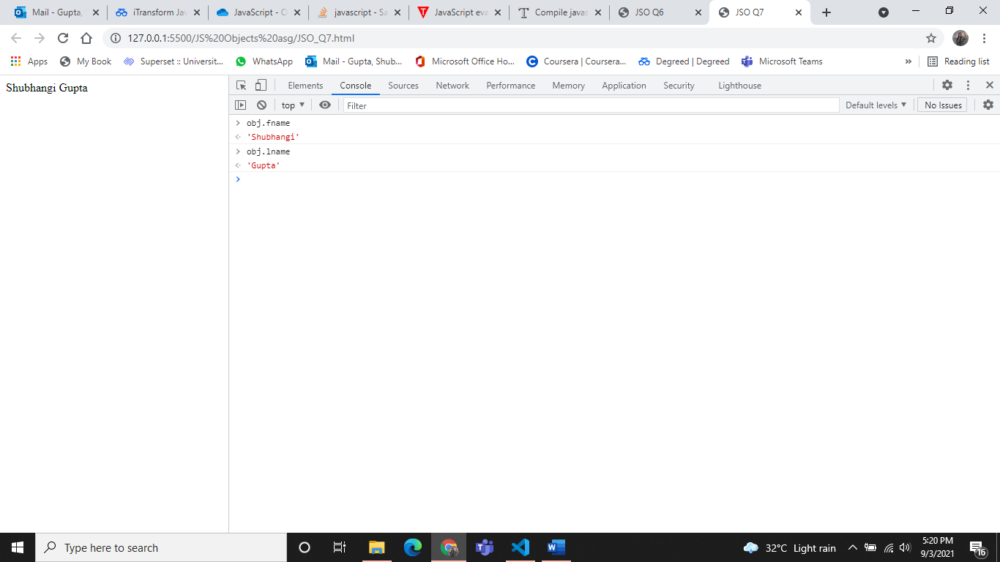 Mail - Gupta,
iTransform Jav
JavaScript - O
javascript - Sa
JavaScript eva
Compile javas
JSO Q6
JSO Q7
127.0.0.1:5500/JS%20Objects%20asg/JSO_Q7.html
Apps
My Book
Superset :: Universit...
WhatsApp
Mail - Gupta, Shub...
Microsoft Office Ho...
Coursera | Coursera...
Degreed | Degreed
Microsoft Teams
»
Reading list
Shubhangi Gupta
Elements Console Sources Network Performance Memory Application Security Lighthouse
top Filter Default levels No Issues
obj.fname
'Shubhangi'
obj.lname
'Gupta'
Type here to search
32°C Light rain
5:20 PM
9/3/2021
16